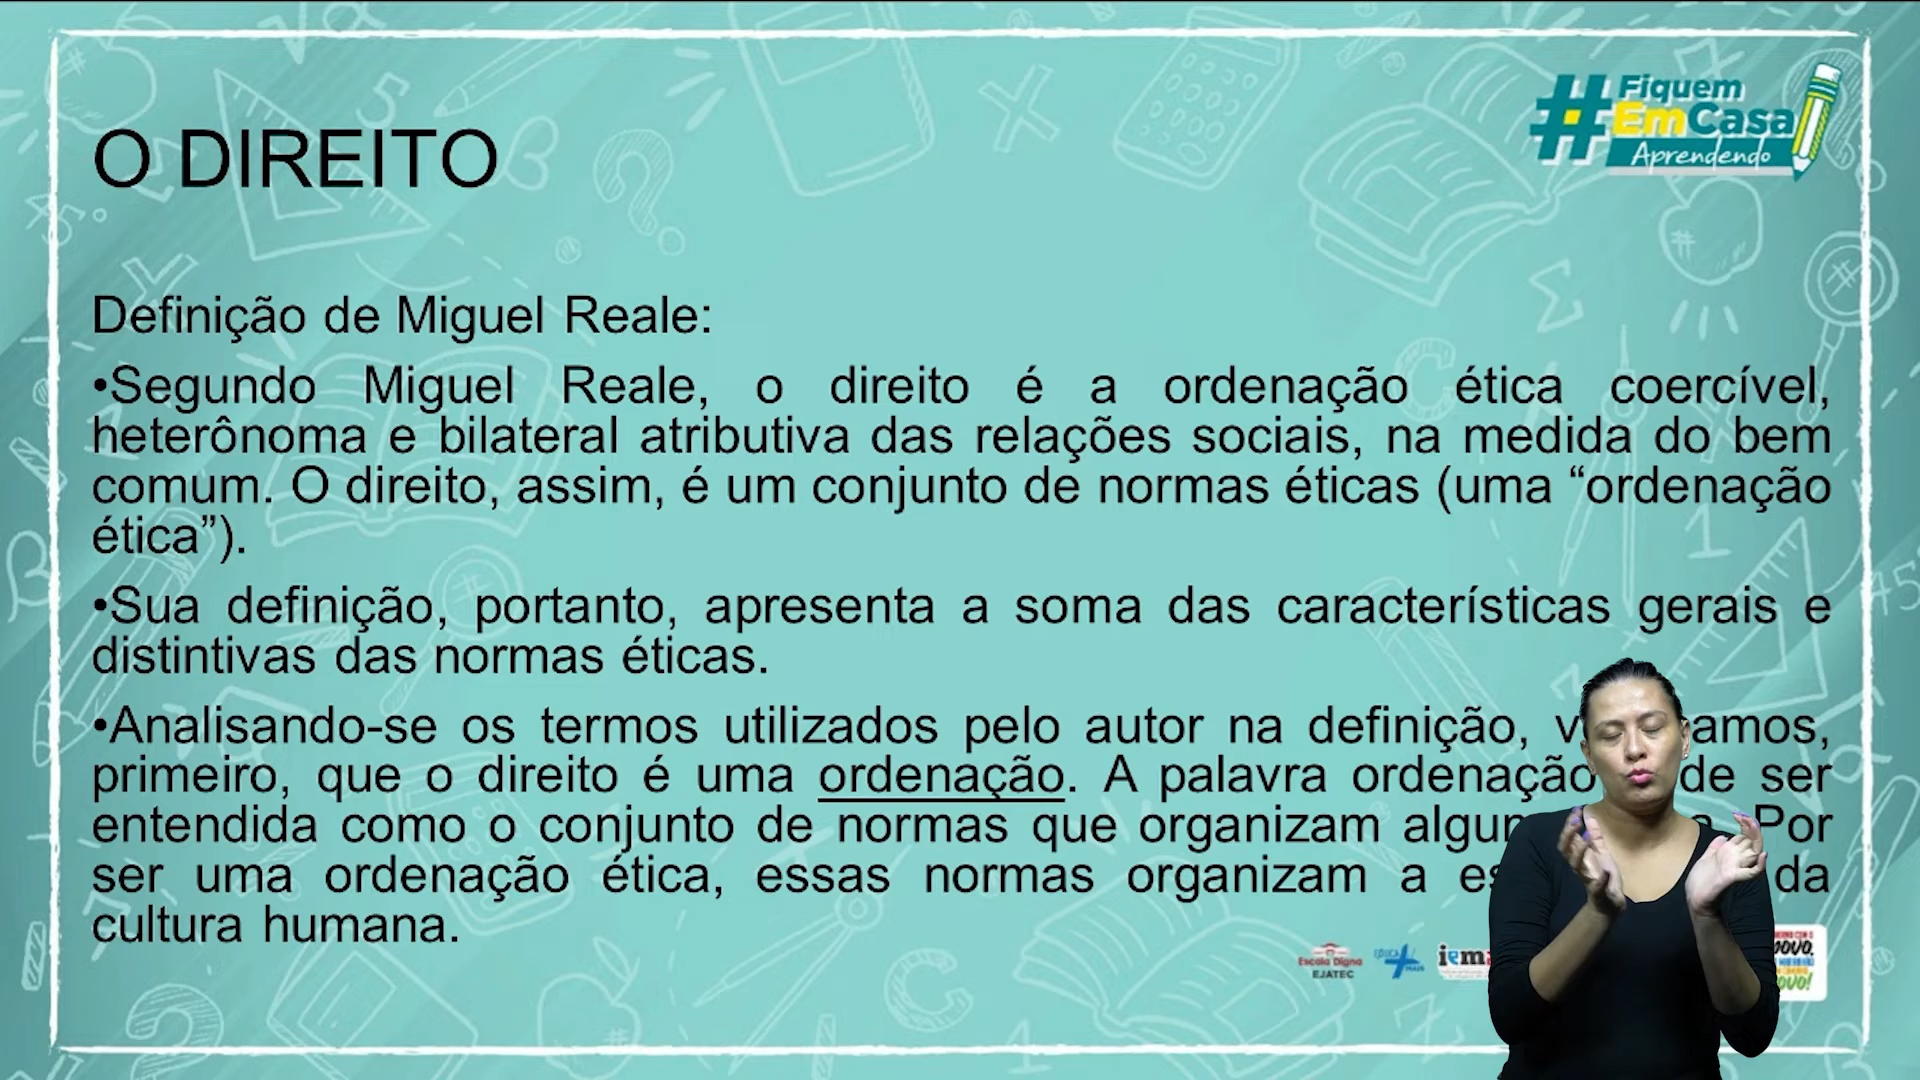 #Fiquem
EmCasa
Aprendendo
O DIREITO
Definição de Miguel Reale:
•Segundo Miguel Reale, o direito é a ordenação ética coercível,
heterônoma e bilateral atributiva das relações sociais, na medida do bem
comum. O direito, assim, é um conjunto de normas éticas (uma “ordenação
ética”).
•Sua definição, portanto, apresenta a soma das características gerais e
distintivas das normas éticas.
•Analisando-se os termos utilizados pelo autor na definição,
primeiro, que o direito é uma ordenação. A palavra ordenação ser
entendida como o conjunto de normas que organizam Por
ser uma ordenação ética, essas normas organizam a da
cultura humana.
Escola Digna
EJATEC